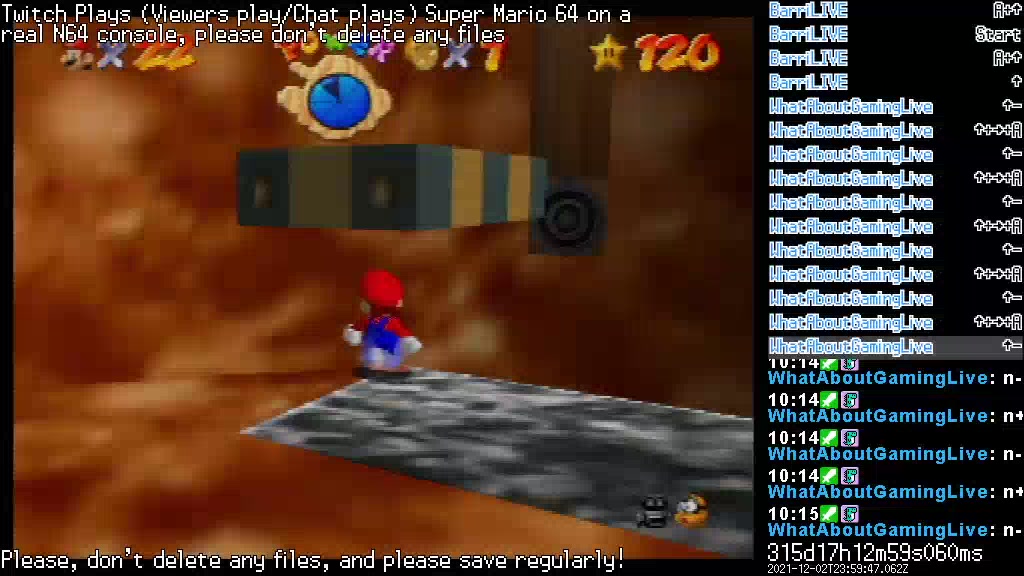 Twitch Plays (Viewers play/Chat plays) Super Mario 64 on a
real N64 console, please don't delete any files
x 22
x 7
120
BarriLIVE A+↑
BarriLIVE Start
BarriLIVE A+↑
BarriLIVE ↑
WhatAboutGamingLive ↑-
WhatAboutGamingLive ↑+→+A
WhatAboutGamingLive ↑-
WhatAboutGamingLive ↑+→+A
WhatAboutGamingLive ↑-
WhatAboutGamingLive ↑+→+A
WhatAboutGamingLive ↑-
WhatAboutGamingLive ↑+→+A
WhatAboutGamingLive ↑-
WhatAboutGamingLive ↑+→+A
WhatAboutGamingLive ↑-
10:14
WhatAboutGamingLive: n-
10:14
WhatAboutGamingLive: n+
10:14
WhatAboutGamingLive: n-
10:14
WhatAboutGamingLive: n+
10:15
WhatAboutGamingLive: n-
315d17h12m59s060ms
2021-12-02T23:59:47.062Z
Please, don't delete any files, and please save regularly!